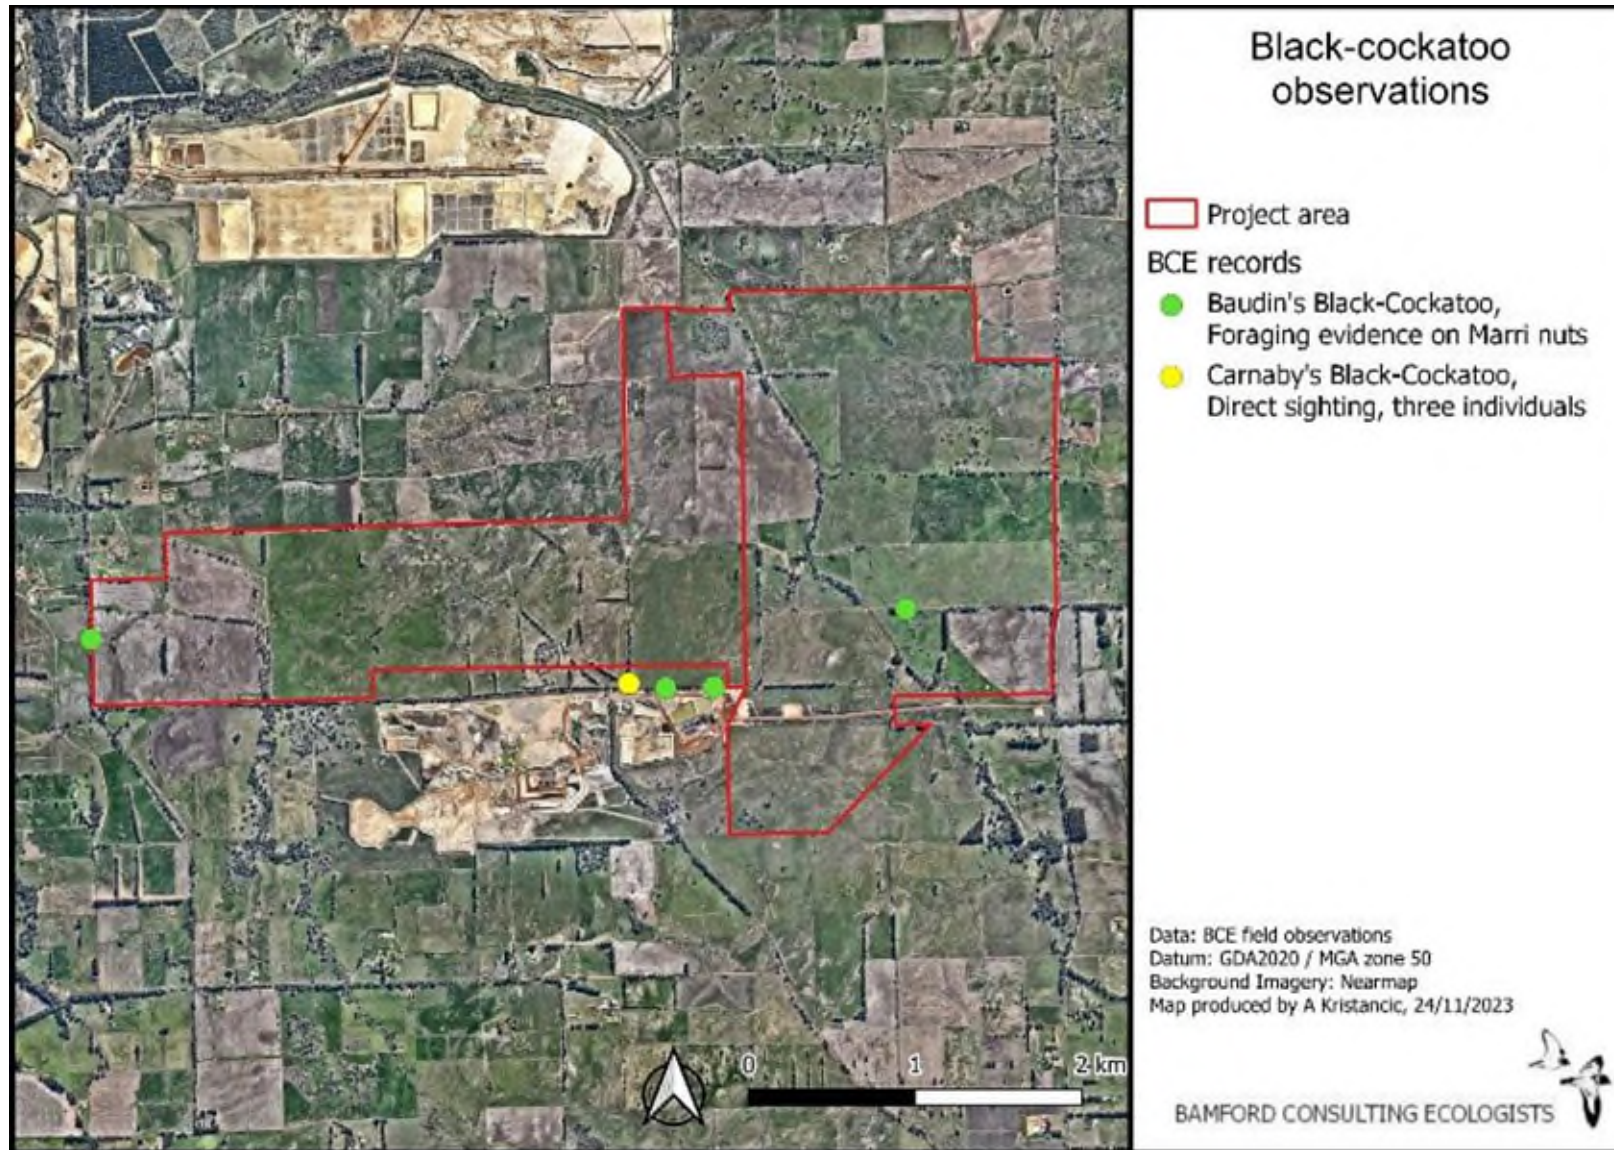 Black-cockatoo
observations
Project area
BCE records
Baudin's Black-Cockatoo,
Foraging evidence on Marri nuts
Carnaby's Black-Cockatoo,
Direct sighting, three individuals
Data: BCE field observations
Datum: GDA2020 / MGA zone 50
Background Imagery: Nearmap
Map produced by A Kristancic, 24/11/2023
0 1 2 km
BAMFORD CONSULTING ECOLOGISTS